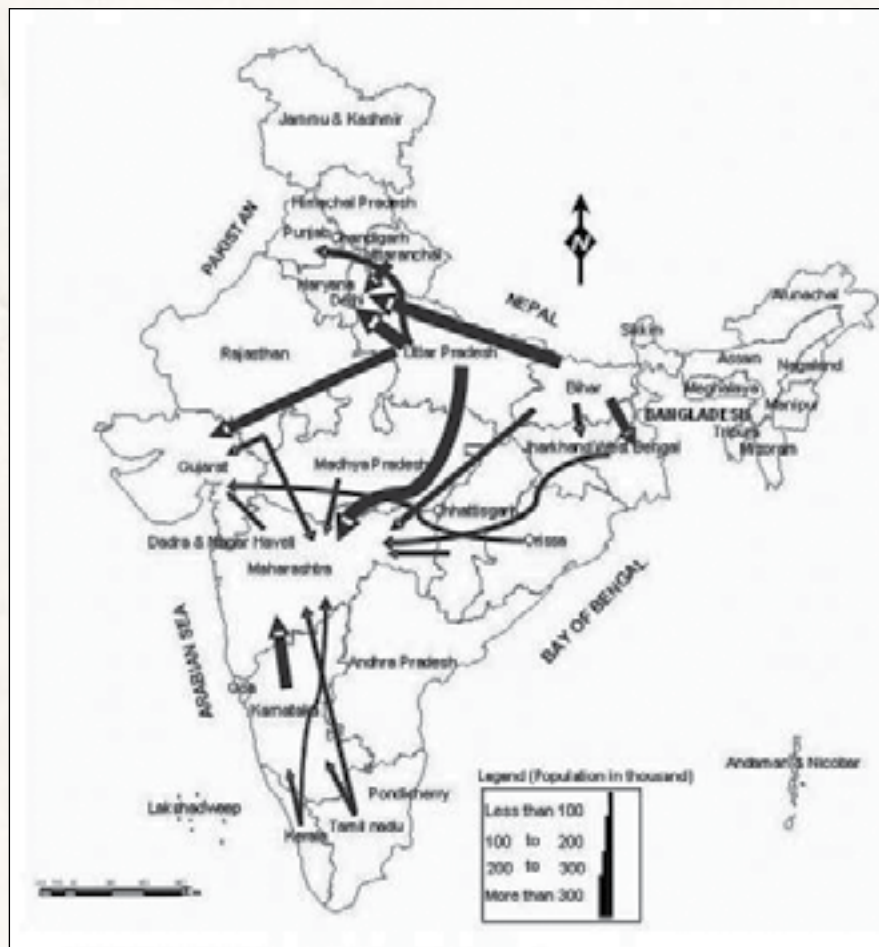 Jammu & Kashmir
Himachal Pradesh
Punjab
Chandigarh
Uttaranchal
PAKISTAN
Haryana
Delhi
N
NEPAL
Arunachal
Sikkim
Rajasthan
Uttar Pradesh
Assam
Nagaland
Bihar
Meghalaya
Manipur
BANGLADESH
Tripura
Mizoram
Gujarat
Madhya Pradesh
Jharkhand
West Bengal
Chhattisgarh
Dadra & Nagar Haveli
Orissa
Maharashtra
ARABIAN SEA
BAY OF BENGAL
Andhra Pradesh
Goa
Karnataka
Andaman & Nicobar
Lakshadweep
Pondicherry
Kerala
Tamil nadu
Legend (Population in thousand)
Less than 100
100 to 200
200 to 300
More than 300